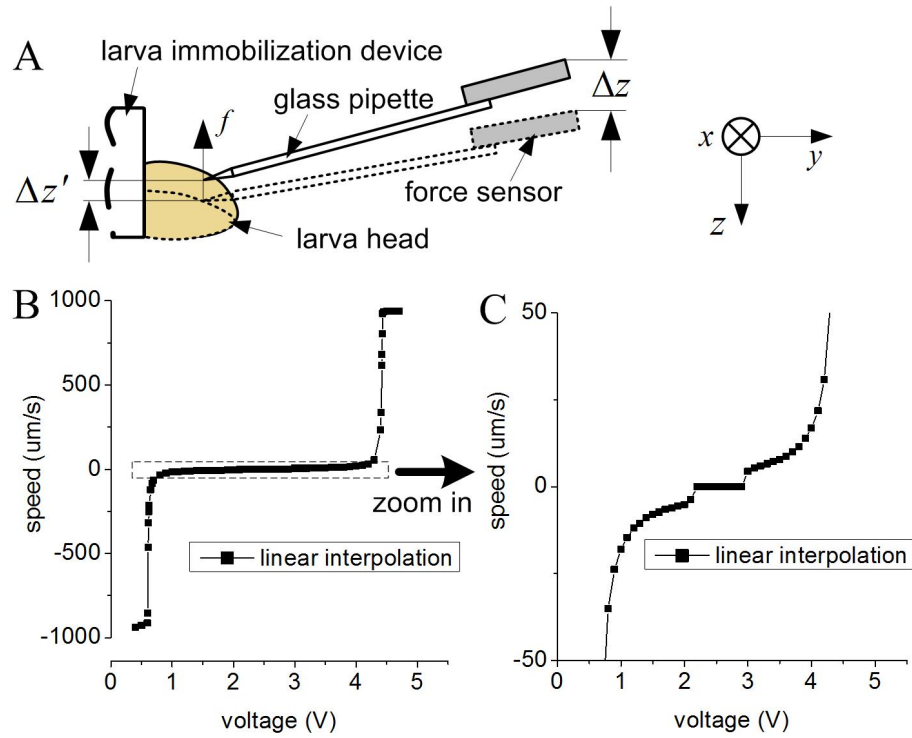 A
larva immobilization device
glass pipette
f
Δz
Δz'
force sensor
larva head
x
y
z
B
1000
500
0
-500
-1000
speed (um/s)
linear interpolation
0
1
2
3
4
5
voltage (V)
zoom in
C
50
0
-50
speed (um/s)
linear interpolation
0
1
2
3
4
5
voltage (V)